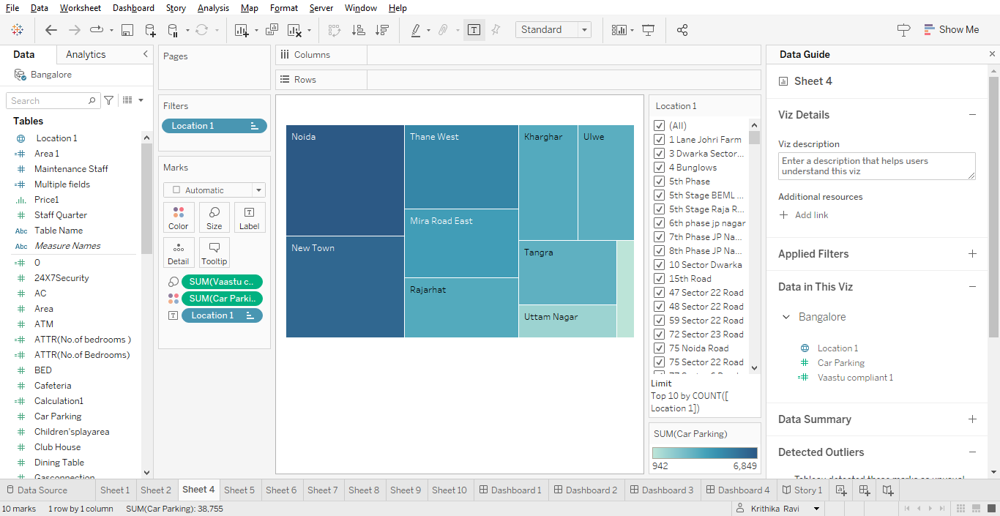 File Data Worksheet Dashboard Story Analysis Map Format Server Window Help
Standard
Show Me
Data Analytics
Bangalore
Search
Tables
Location 1
Area 1
Maintenance Staff
Multiple fields
Price1
Staff Quarter
Abc Table Name
Abc Measure Names
0
24X7Security
AC
Area
ATM
ATTR(No.of bedrooms )
ATTR(No.of Bedrooms)
BED
Cafeteria
Calculation1
Car Parking
Children'splayarea
Club House
Dining Table
Gasconnection
Pages
Filters
Location 1
Marks
Automatic
Color Size Label
Detail Tooltip
SUM(Vaastu c..
SUM(Car Parki..
Location 1
Columns
Rows
Noida
New Town
Thane West
Mira Road East
Rajarhat
Kharghar
Ulwe
Tangra
Uttam Nagar
Location 1
(All)
1 Lane Johri Farm
3 Dwarka Sector...
4 Bunglows
5th Phase
5th Stage BEML ...
5th Stage Raja R...
6th phase jp nagar
7th Phase JP Na...
8th Phase JP Na...
10 Sector Dwarka
15th Road
47 Sector 22 Road
48 Sector 22 Road
59 Sector 22 Road
72 Sector 23 Road
75 Noida Road
75 Sector 22 Road
Limit
Top 10 by COUNT([
Location 1])
SUM(Car Parking)
942 6,849
Data Guide
Sheet 4
Viz Details
Viz description
Enter a description that helps users
understand this viz
Additional resources
Add link
Applied Filters
Data in This Viz
Bangalore
Location 1
Car Parking
Vaastu compliant 1
Data Summary
Detected Outliers
Tableau detected these marks as unusual
Data Source Sheet 1 Sheet 2 Sheet 4 Sheet 5 Sheet 6 Sheet 7 Sheet 8 Sheet 9 Sheet 10 Dashboard 1 Dashboard 2 Dashboard 3 Dashboard 4 Story 1
10 marks 1 row by 1 column SUM(Car Parking): 38,755 Krithika Ravi